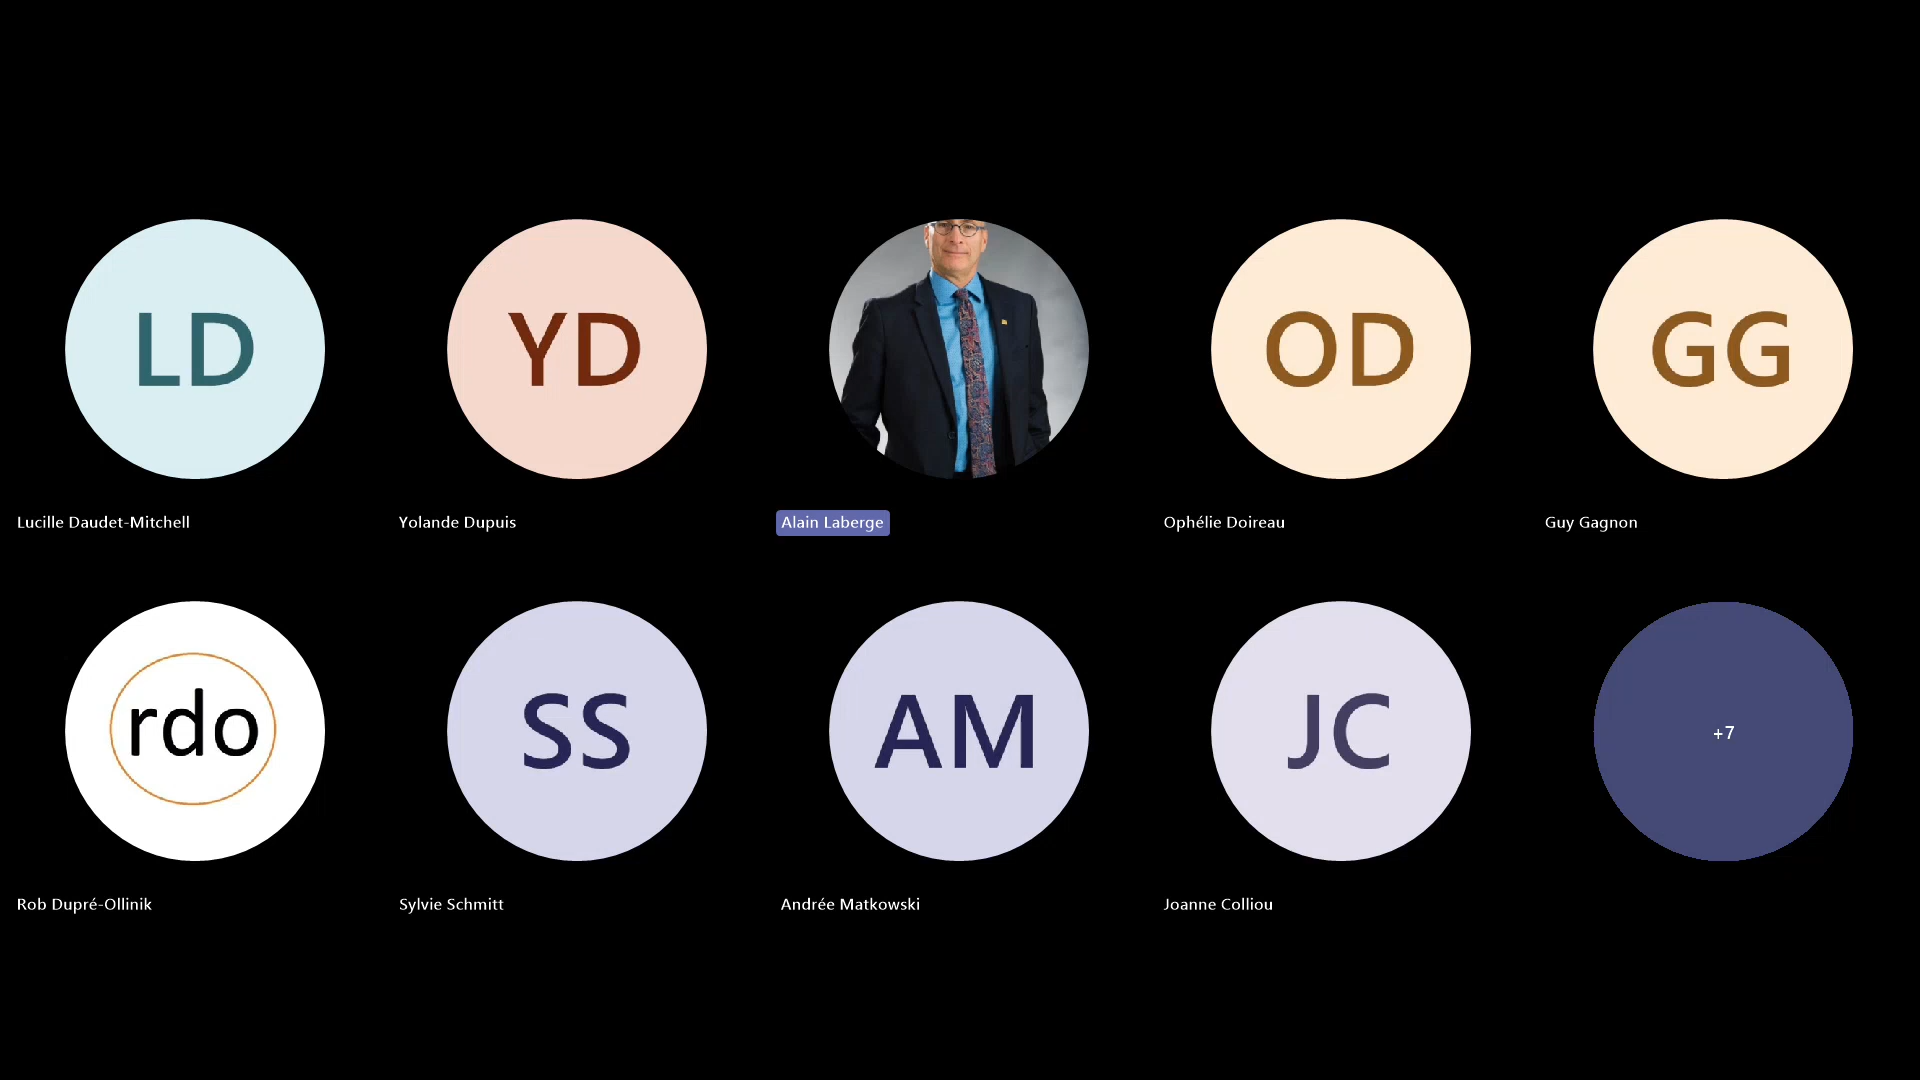 LD
YD
OD
GG
Lucille Daudet-Mitchell
Yolande Dupuis
Alain Laberge
Ophélie Doireau
Guy Gagnon
rdo
SS
AM
JC
+7
Rob Dupré-Ollinik
Sylvie Schmitt
Andrée Matkowski
Joanne Colliou